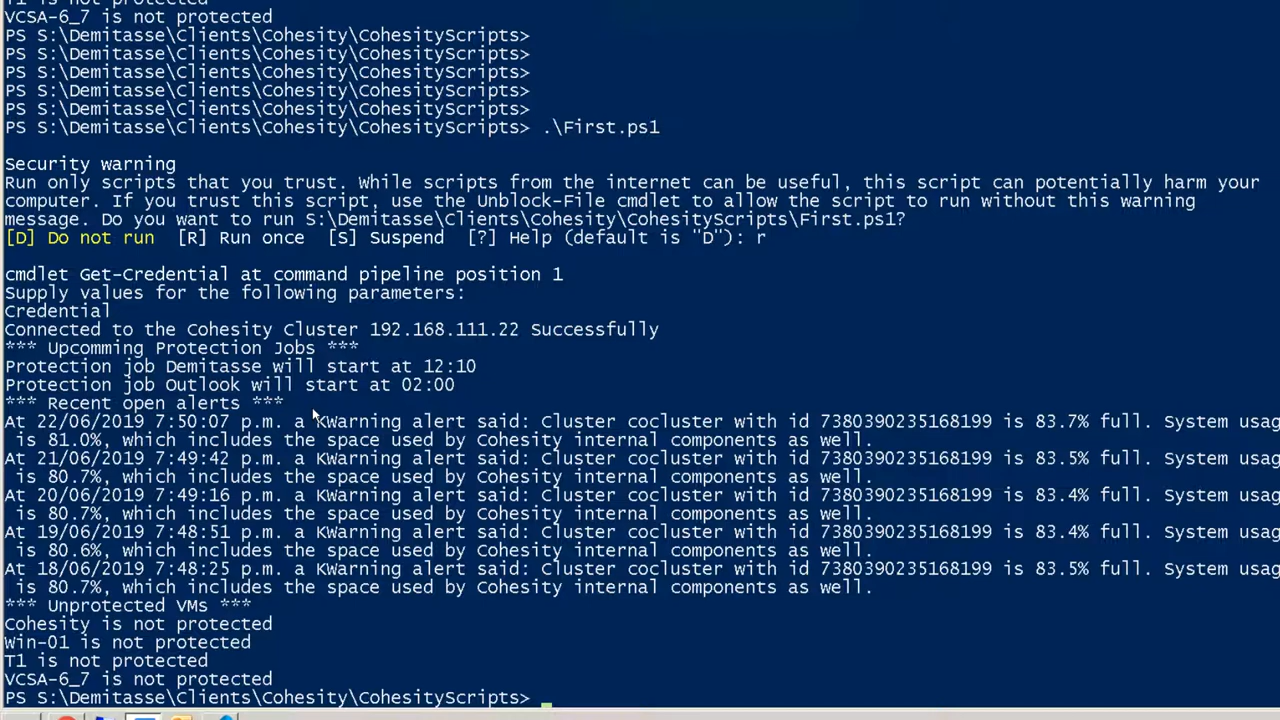 VCSA-6_7 is not protected
PS S:\Demitasse\Clients\Cohesity\CohesityScripts>
PS S:\Demitasse\Clients\Cohesity\CohesityScripts>
PS S:\Demitasse\Clients\Cohesity\CohesityScripts>
PS S:\Demitasse\Clients\Cohesity\CohesityScripts>
PS S:\Demitasse\Clients\Cohesity\CohesityScripts>
PS S:\Demitasse\Clients\Cohesity\CohesityScripts> .\First.ps1
Security warning
Run only scripts that you trust. While scripts from the internet can be useful, this script can potentially harm your
computer. If you trust this script, use the Unblock-File cmdlet to allow the script to run without this warning
message. Do you want to run S:\Demitasse\Clients\Cohesity\CohesityScripts\First.ps1?
[D] Do not run  [R] Run once  [S] Suspend  [?] Help (default is "D"): r
cmdlet Get-Credential at command pipeline position 1
Supply values for the following parameters:
Credential
Connected to the Cohesity Cluster 192.168.111.22 Successfully
*** Upcomming Protection Jobs ***
Protection job Demitasse will start at 12:10
Protection job Outlook will start at 02:00
*** Recent open alerts ***
At 22/06/2019 7:50:07 p.m. a KWarning alert said: Cluster cocluster with id 7380390235168199 is 83.7% full. System usag
is 81.0%, which includes the space used by Cohesity internal components as well.
At 21/06/2019 7:49:42 p.m. a KWarning alert said: Cluster cocluster with id 7380390235168199 is 83.5% full. System usag
is 80.7%, which includes the space used by Cohesity internal components as well.
At 20/06/2019 7:49:16 p.m. a KWarning alert said: Cluster cocluster with id 7380390235168199 is 83.4% full. System usag
is 80.7%, which includes the space used by Cohesity internal components as well.
At 19/06/2019 7:48:51 p.m. a KWarning alert said: Cluster cocluster with id 7380390235168199 is 83.4% full. System usag
is 80.6%, which includes the space used by Cohesity internal components as well.
At 18/06/2019 7:48:25 p.m. a KWarning alert said: Cluster cocluster with id 7380390235168199 is 83.5% full. System usag
is 80.7%, which includes the space used by Cohesity internal components as well.
*** Unprotected VMs ***
Cohesity is not protected
Win-01 is not protected
T1 is not protected
VCSA-6_7 is not protected
PS S:\Demitasse\Clients\Cohesity\CohesityScripts>